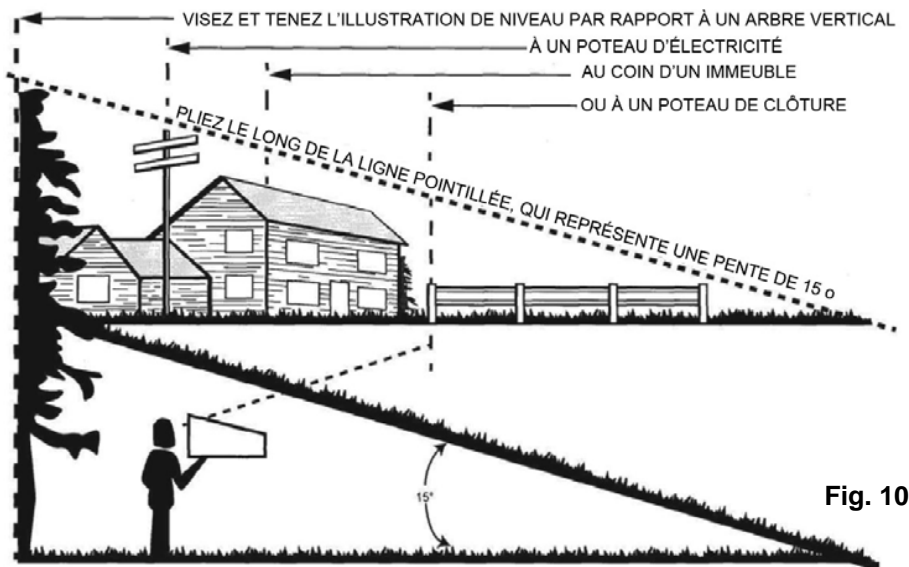 VISEZ ET TENEZ L'ILLUSTRATION DE NIVEAU PAR RAPPORT À UN ARBRE VERTICAL
À UN POTEAU D'ÉLECTRICITÉ
AU COIN D'UN IMMEUBLE
OU À UN POTEAU DE CLÔTURE
PLIEZ LE LONG DE LA LIGNE POINTILLÉE, QUI REPRÉSENTE UNE PENTE DE 15 o
15°
Fig. 10